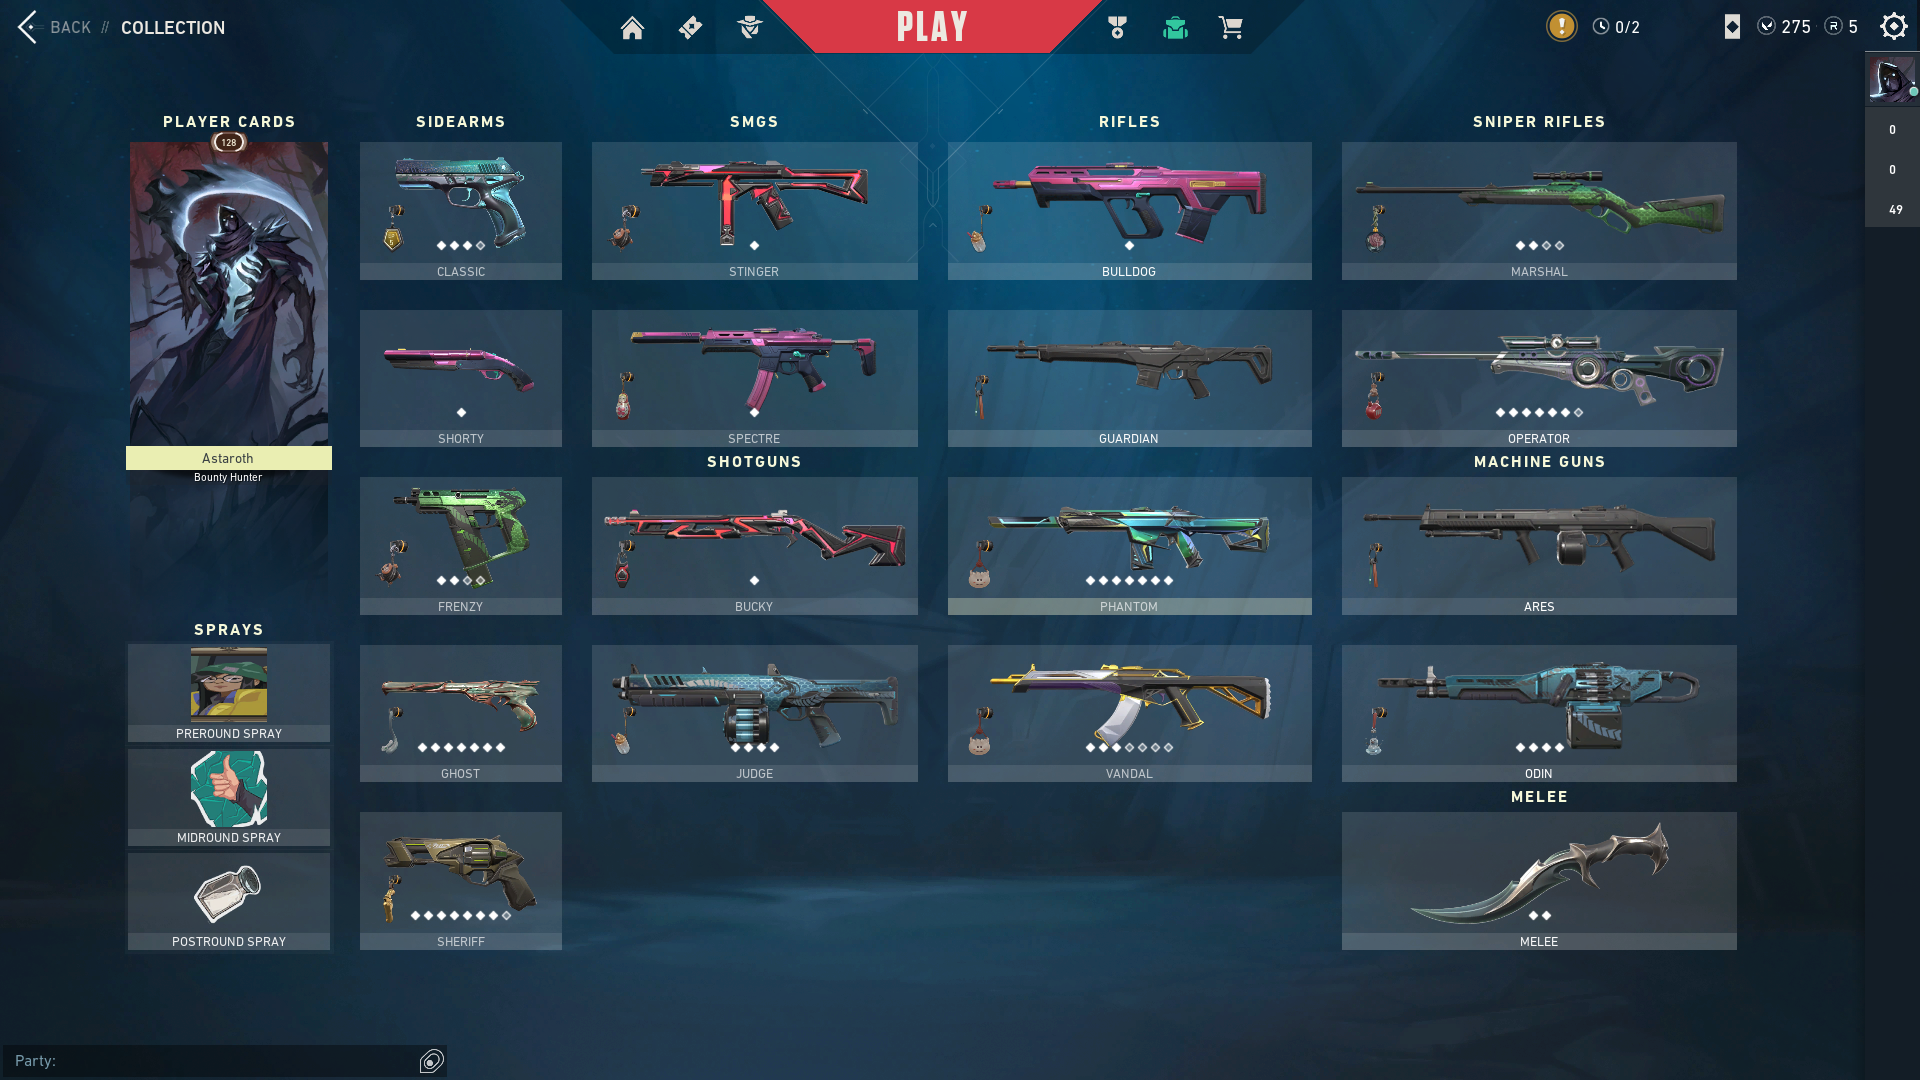 BACK // COLLECTION
PLAY
0/2
275
R 5
0
0
49
PLAYER CARDS
128
Astaroth
Bounty Hunter
SPRAYS
PREROUND SPRAY
MIDROUND SPRAY
POSTROUND SPRAY
SIDEARMS
CLASSIC
SHORTY
FRENZY
GHOST
SHERIFF
SMGS
STINGER
SPECTRE
SHOTGUNS
BUCKY
JUDGE
RIFLES
BULLDOG
GUARDIAN
PHANTOM
VANDAL
SNIPER RIFLES
MARSHAL
OPERATOR
MACHINE GUNS
ARES
ODIN
MELEE
MELEE
Party: